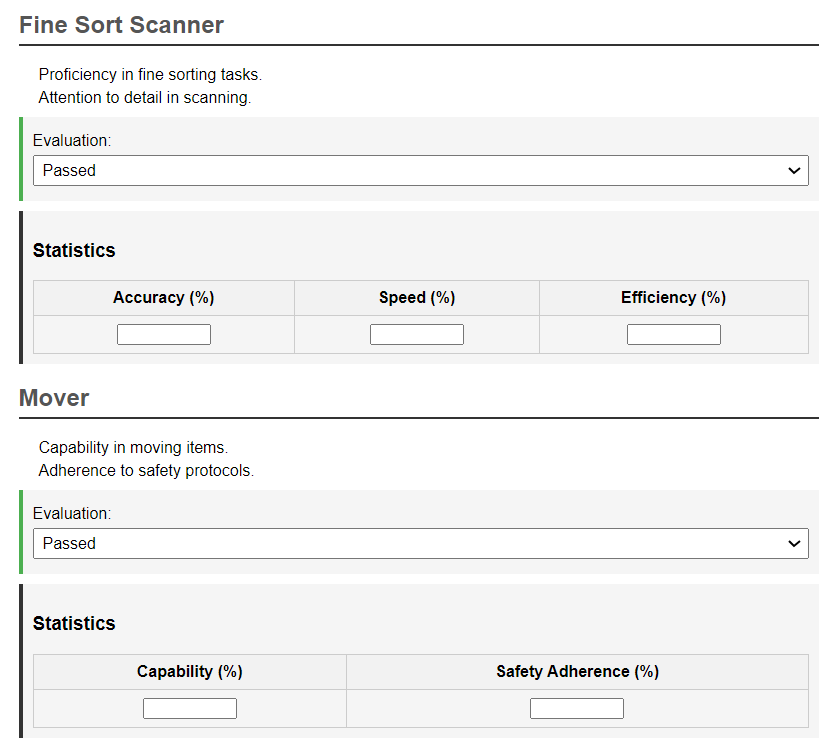 Fine Sort Scanner
Proficiency in fine sorting tasks.
Attention to detail in scanning.
Evaluation:
Passed
Statistics
Accuracy (%) Speed (%) Efficiency (%)
Mover
Capability in moving items.
Adherence to safety protocols.
Evaluation:
Passed
Statistics
Capability (%) Safety Adherence (%)